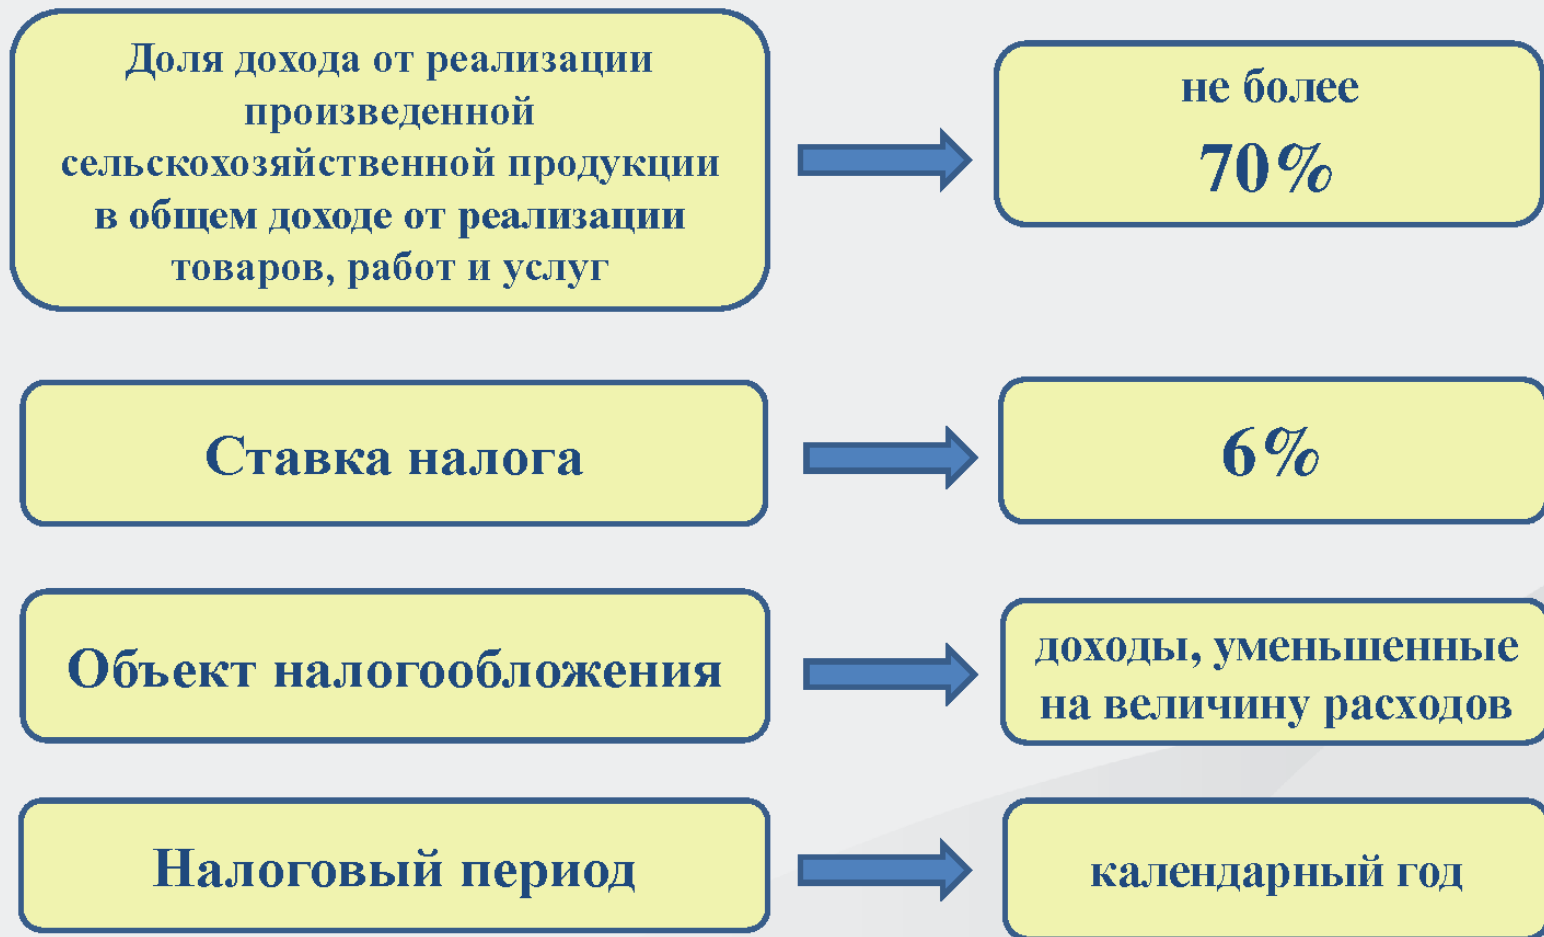 Доля дохода от реализации
произведенной
сельскохозяйственной продукции
в общем доходе от реализации
товаров, работ и услуг
не более
70%
Ставка налога
6%
Объект налогообложения
доходы, уменьшенные
на величину расходов
Налоговый период
календарный год